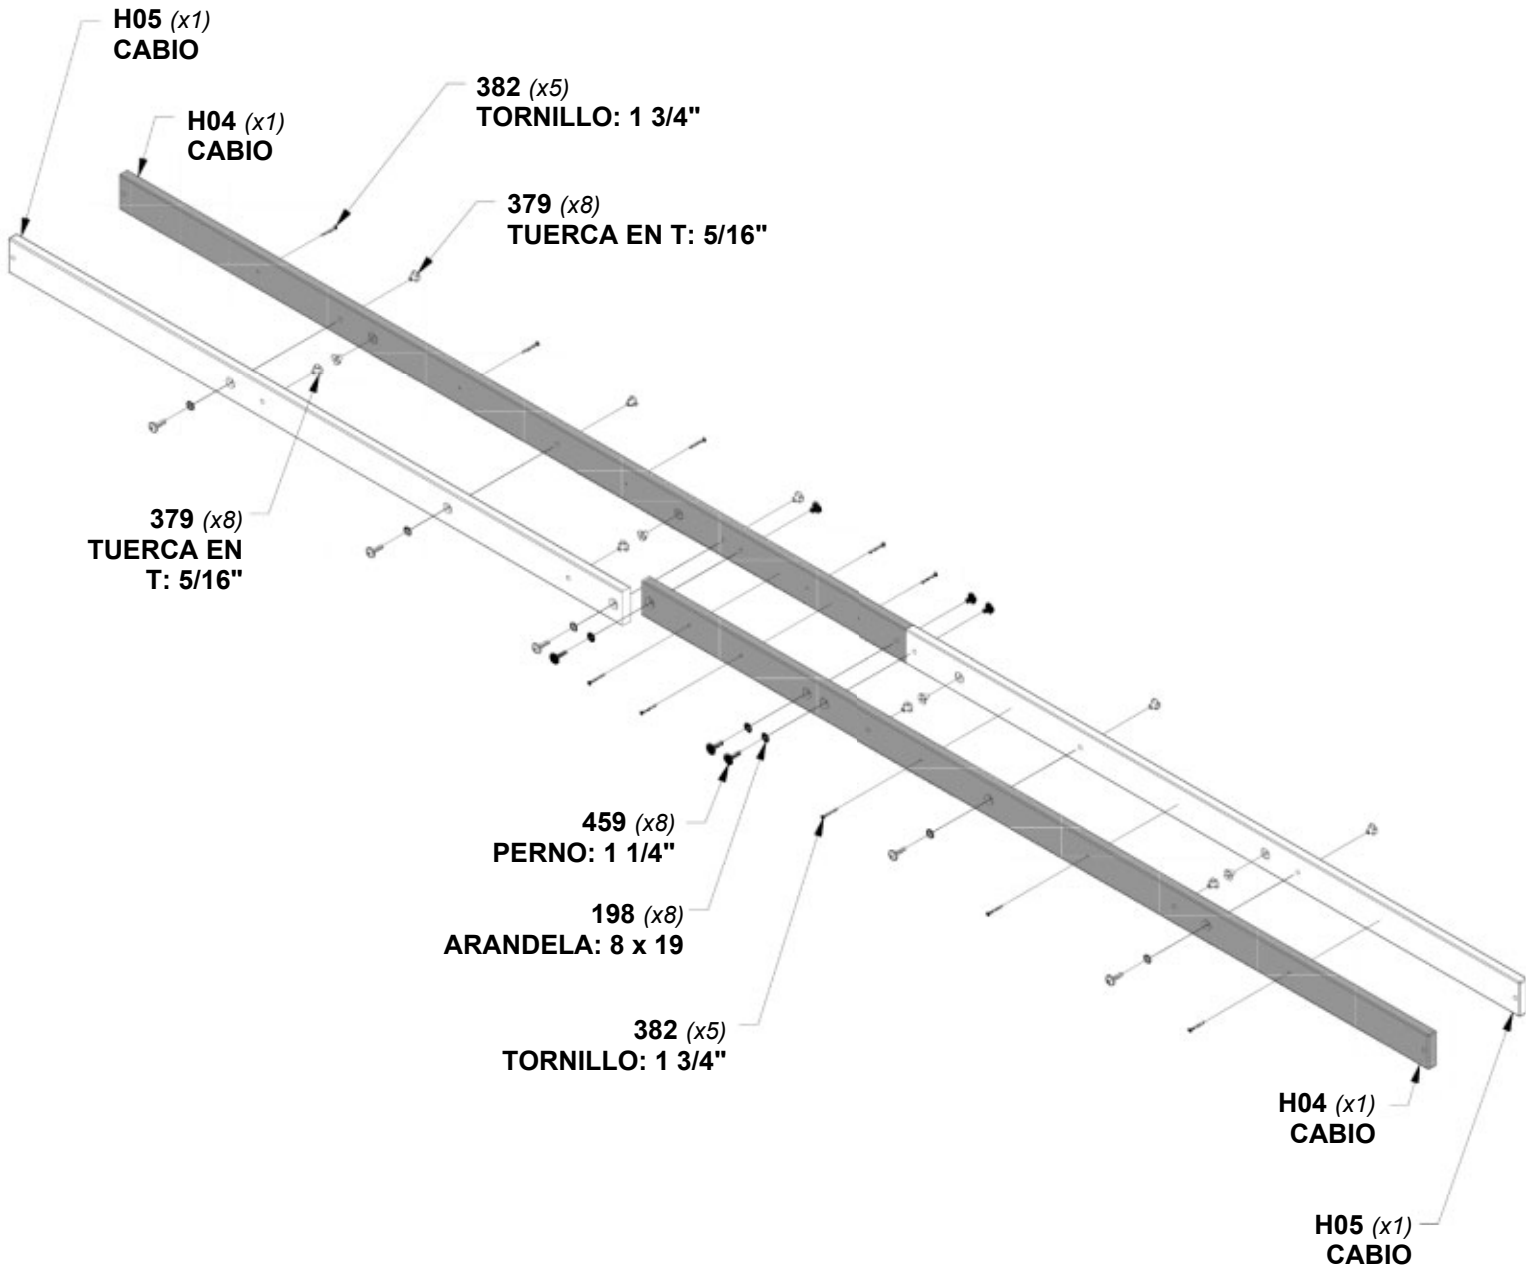 H05 (x1)
CABIO
382 (x5)
TORNILLO: 1 3/4"
H04 (x1)
CABIO
379 (x8)
TUERCA EN T: 5/16"
379 (x8)
TUERCA EN
T: 5/16"
459 (x8)
PERNO: 1 1/4"
198 (x8)
ARANDELA: 8 x 19
382 (x5)
TORNILLO: 1 3/4"
H04 (x1)
CABIO
H05 (x1)
CABIO